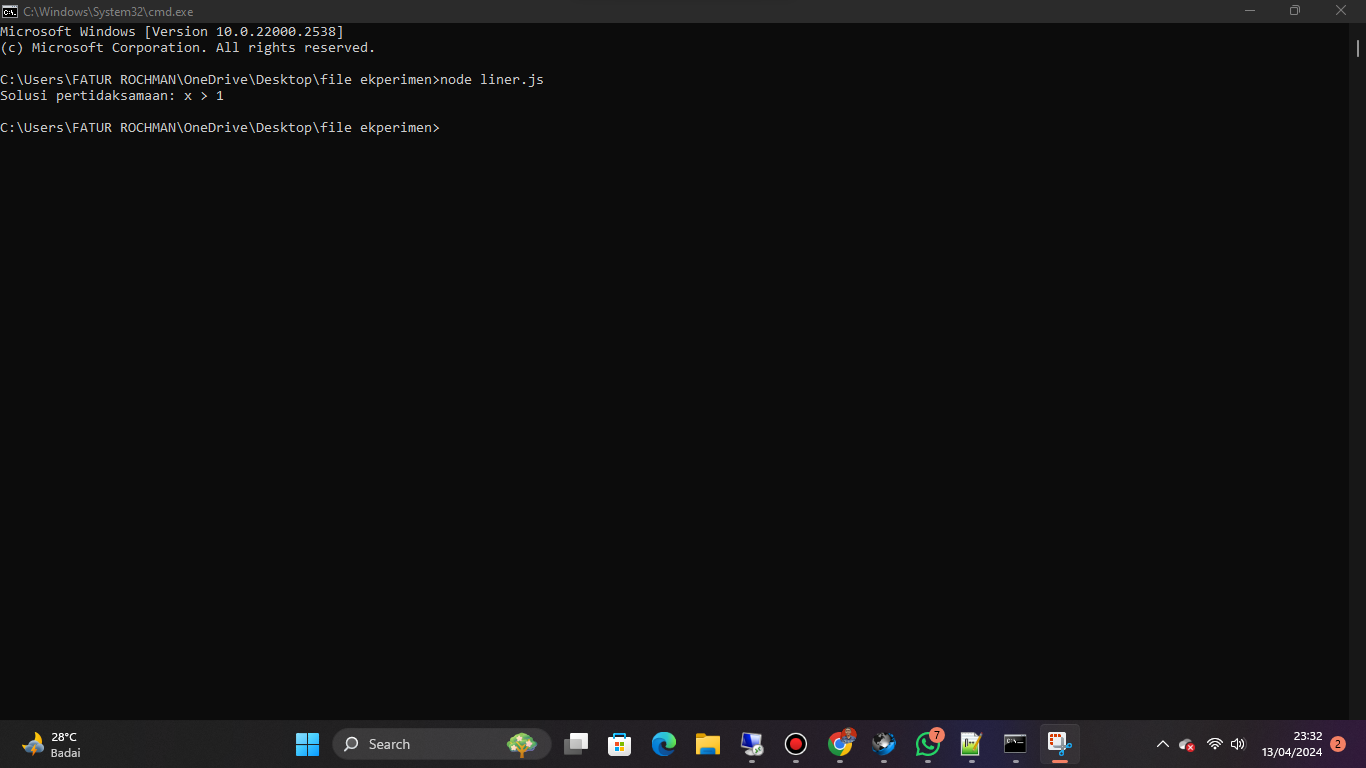 C:\Windows\System32\cmd.exe
Microsoft Windows [Version 10.0.22000.2538]
(c) Microsoft Corporation. All rights reserved.
C:\Users\FATUR ROCHMAN\OneDrive\Desktop\file ekperimen>node liner.js
Solusi pertidaksamaan: x > 1
C:\Users\FATUR ROCHMAN\OneDrive\Desktop\file ekperimen>
28°C
Badai
Search
7
23:32
13/04/2024
2